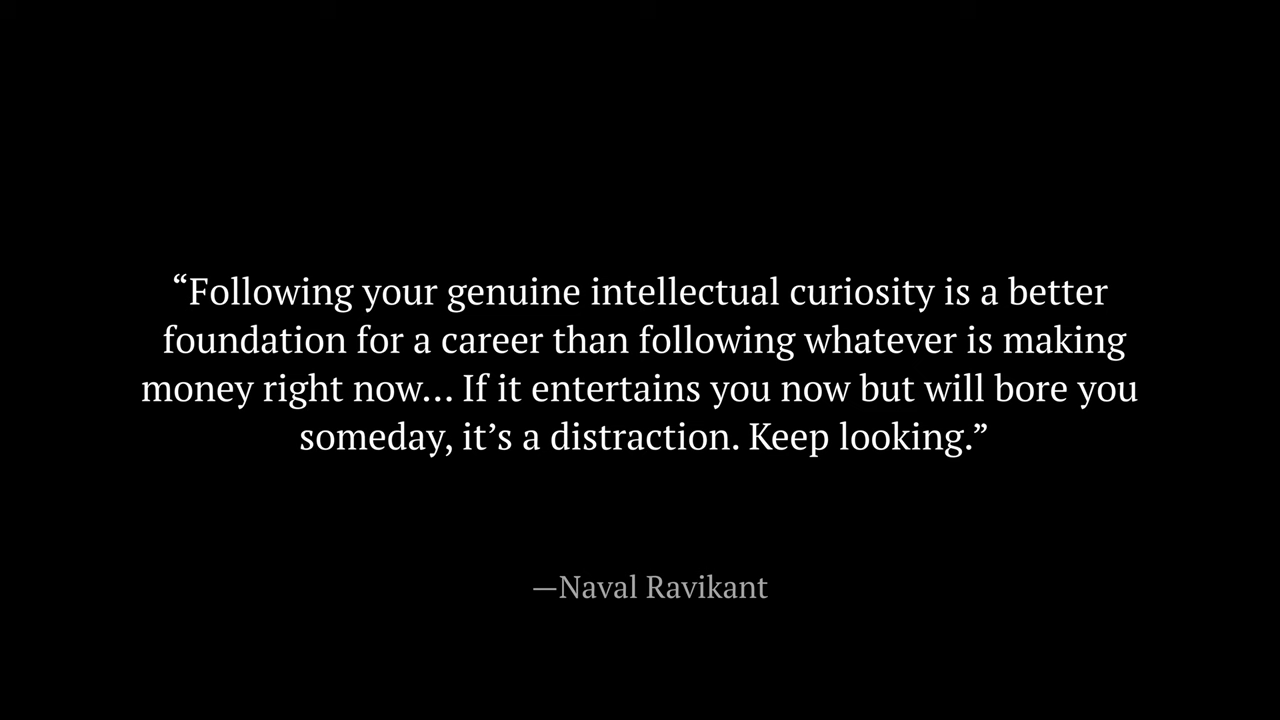 “Following your genuine intellectual curiosity is a better
foundation for a career than following whatever is making
money right now… If it entertains you now but will bore you
someday, it’s a distraction. Keep looking.”
—Naval Ravikant